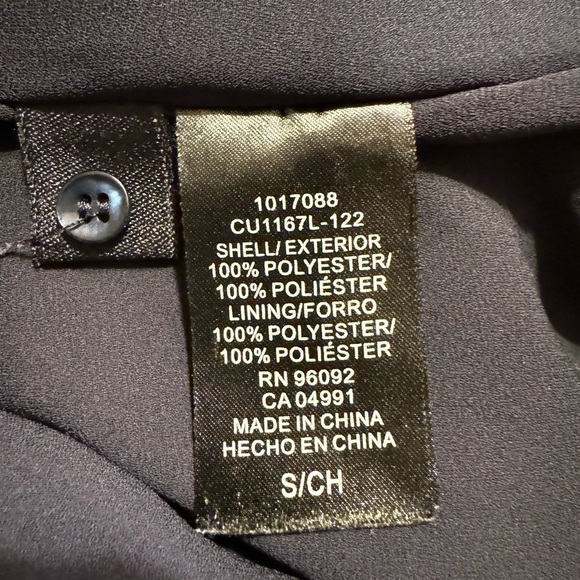 1017088
CU1167L-122
SHELL/ EXTERIOR
100% POLYESTER/
100% POLIÉSTER
LINING/FORRO
100% POLYESTER/
100% POLIÉSTER
RN 96092
CA 04991
MADE IN CHINA
HECHO EN CHINA
S/CH